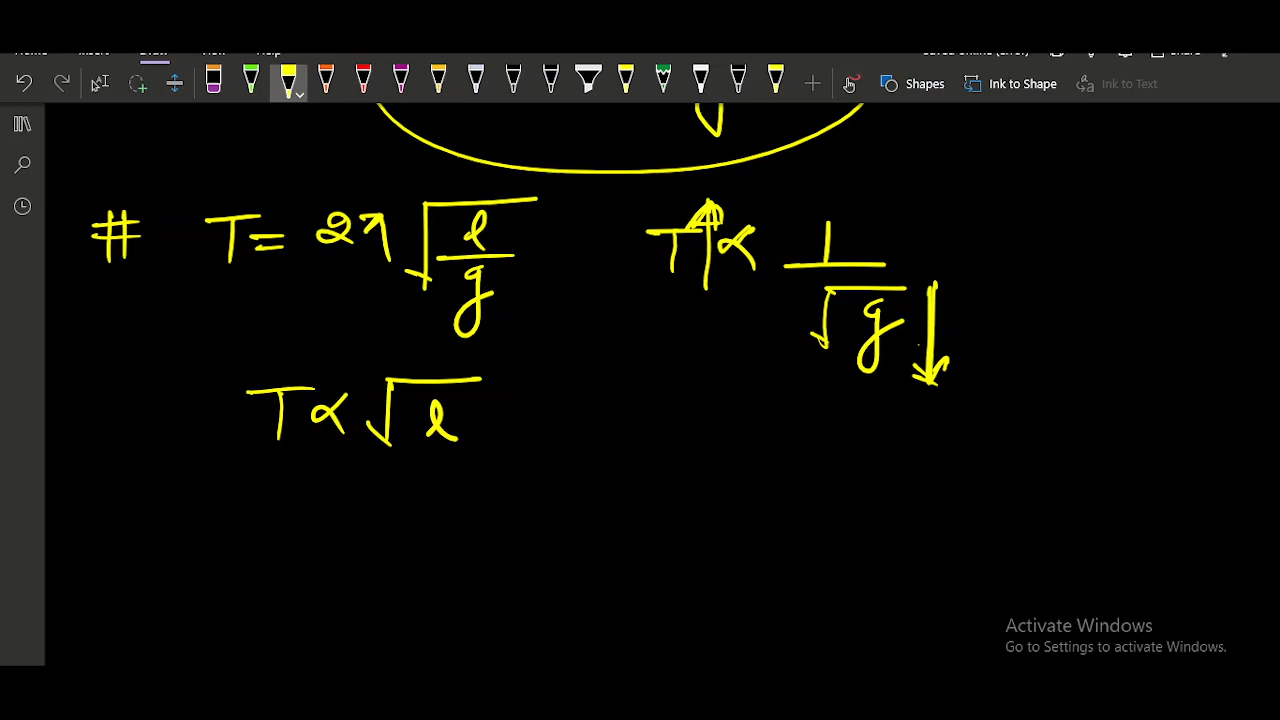 Shapes Ink to Shape Ink to Text
# T = 2π √(l/g) T ∝ 1/√g
T ∝ √l
Activate Windows
Go to Settings to activate Windows.